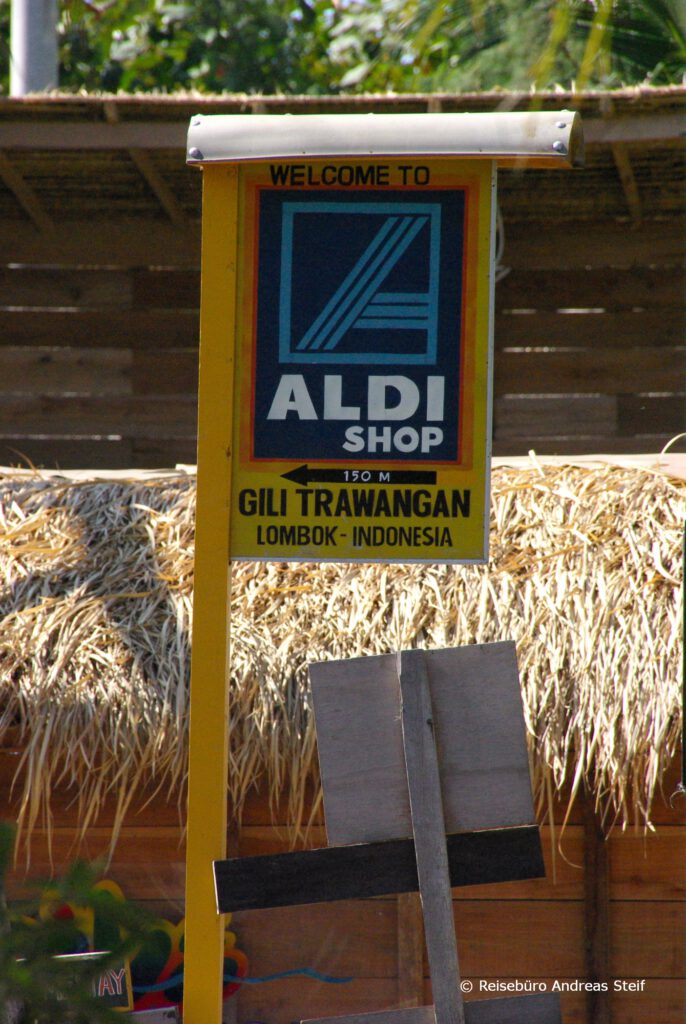 WELCOME TO
ALDI
SHOP
150 M
GILI TRAWANGAN
LOMBOK - INDONESIA
© Reisebüro Andreas Steif